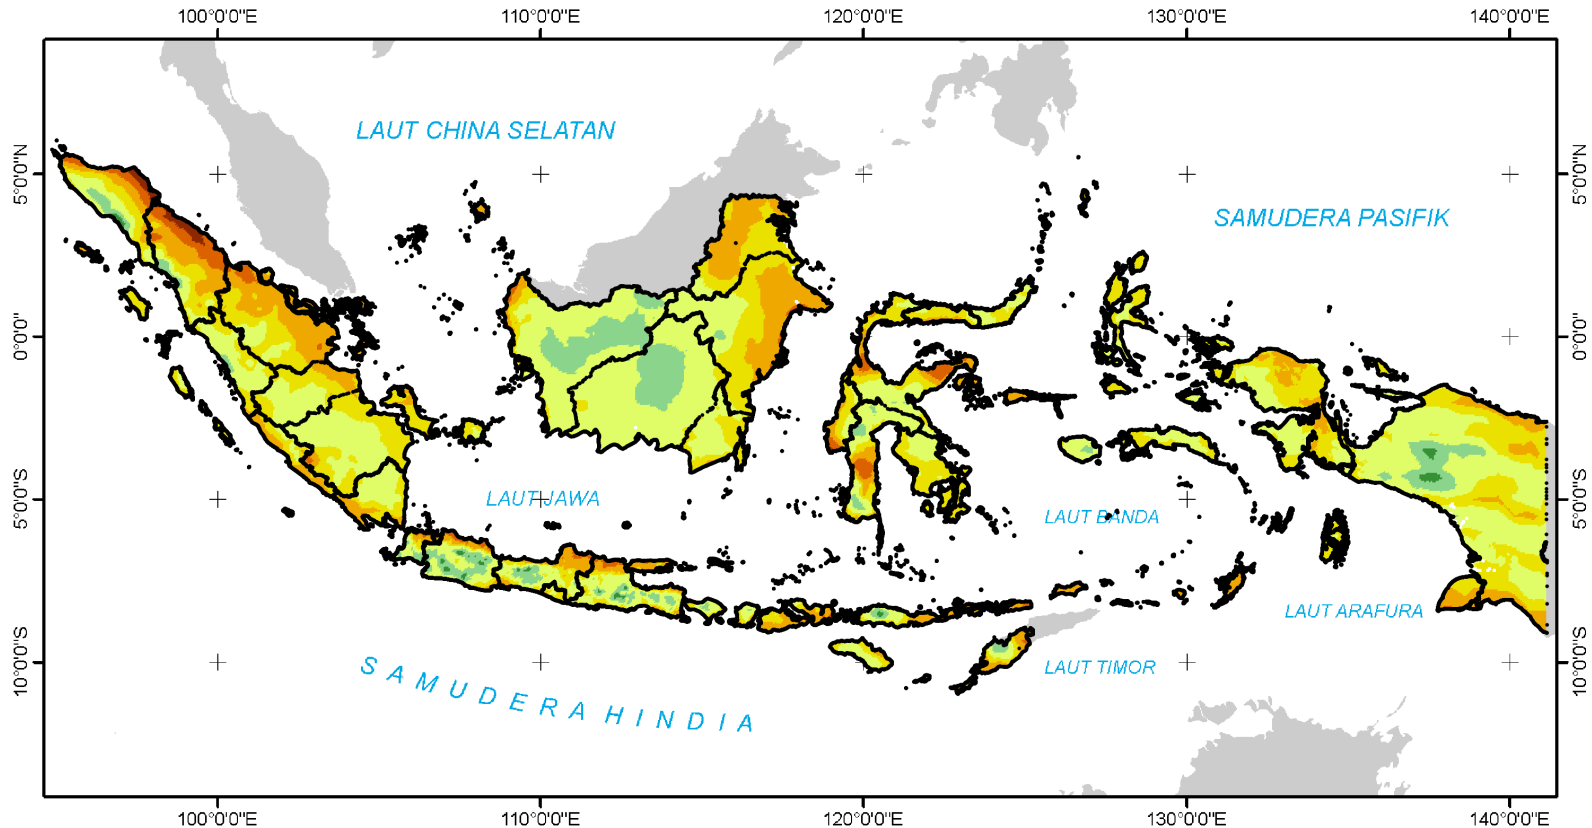 100°0'0"E 110°0'0"E 120°0'0"E 130°0'0"E 140°0'0"E
LAUT CHINA SELATAN
5°0'0"N 5°0'0"N
SAMUDERA PASIFIK
0°0'0" 0°0'0"
5°0'0"S LAUT JAWA 5°0'0"S
LAUT BANDA
LAUT ARAFURA
10°0'0"S LAUT TIMOR 10°0'0"S
SAMUDERA HINDIA
100°0'0"E 110°0'0"E 120°0'0"E 130°0'0"E 140°0'0"E